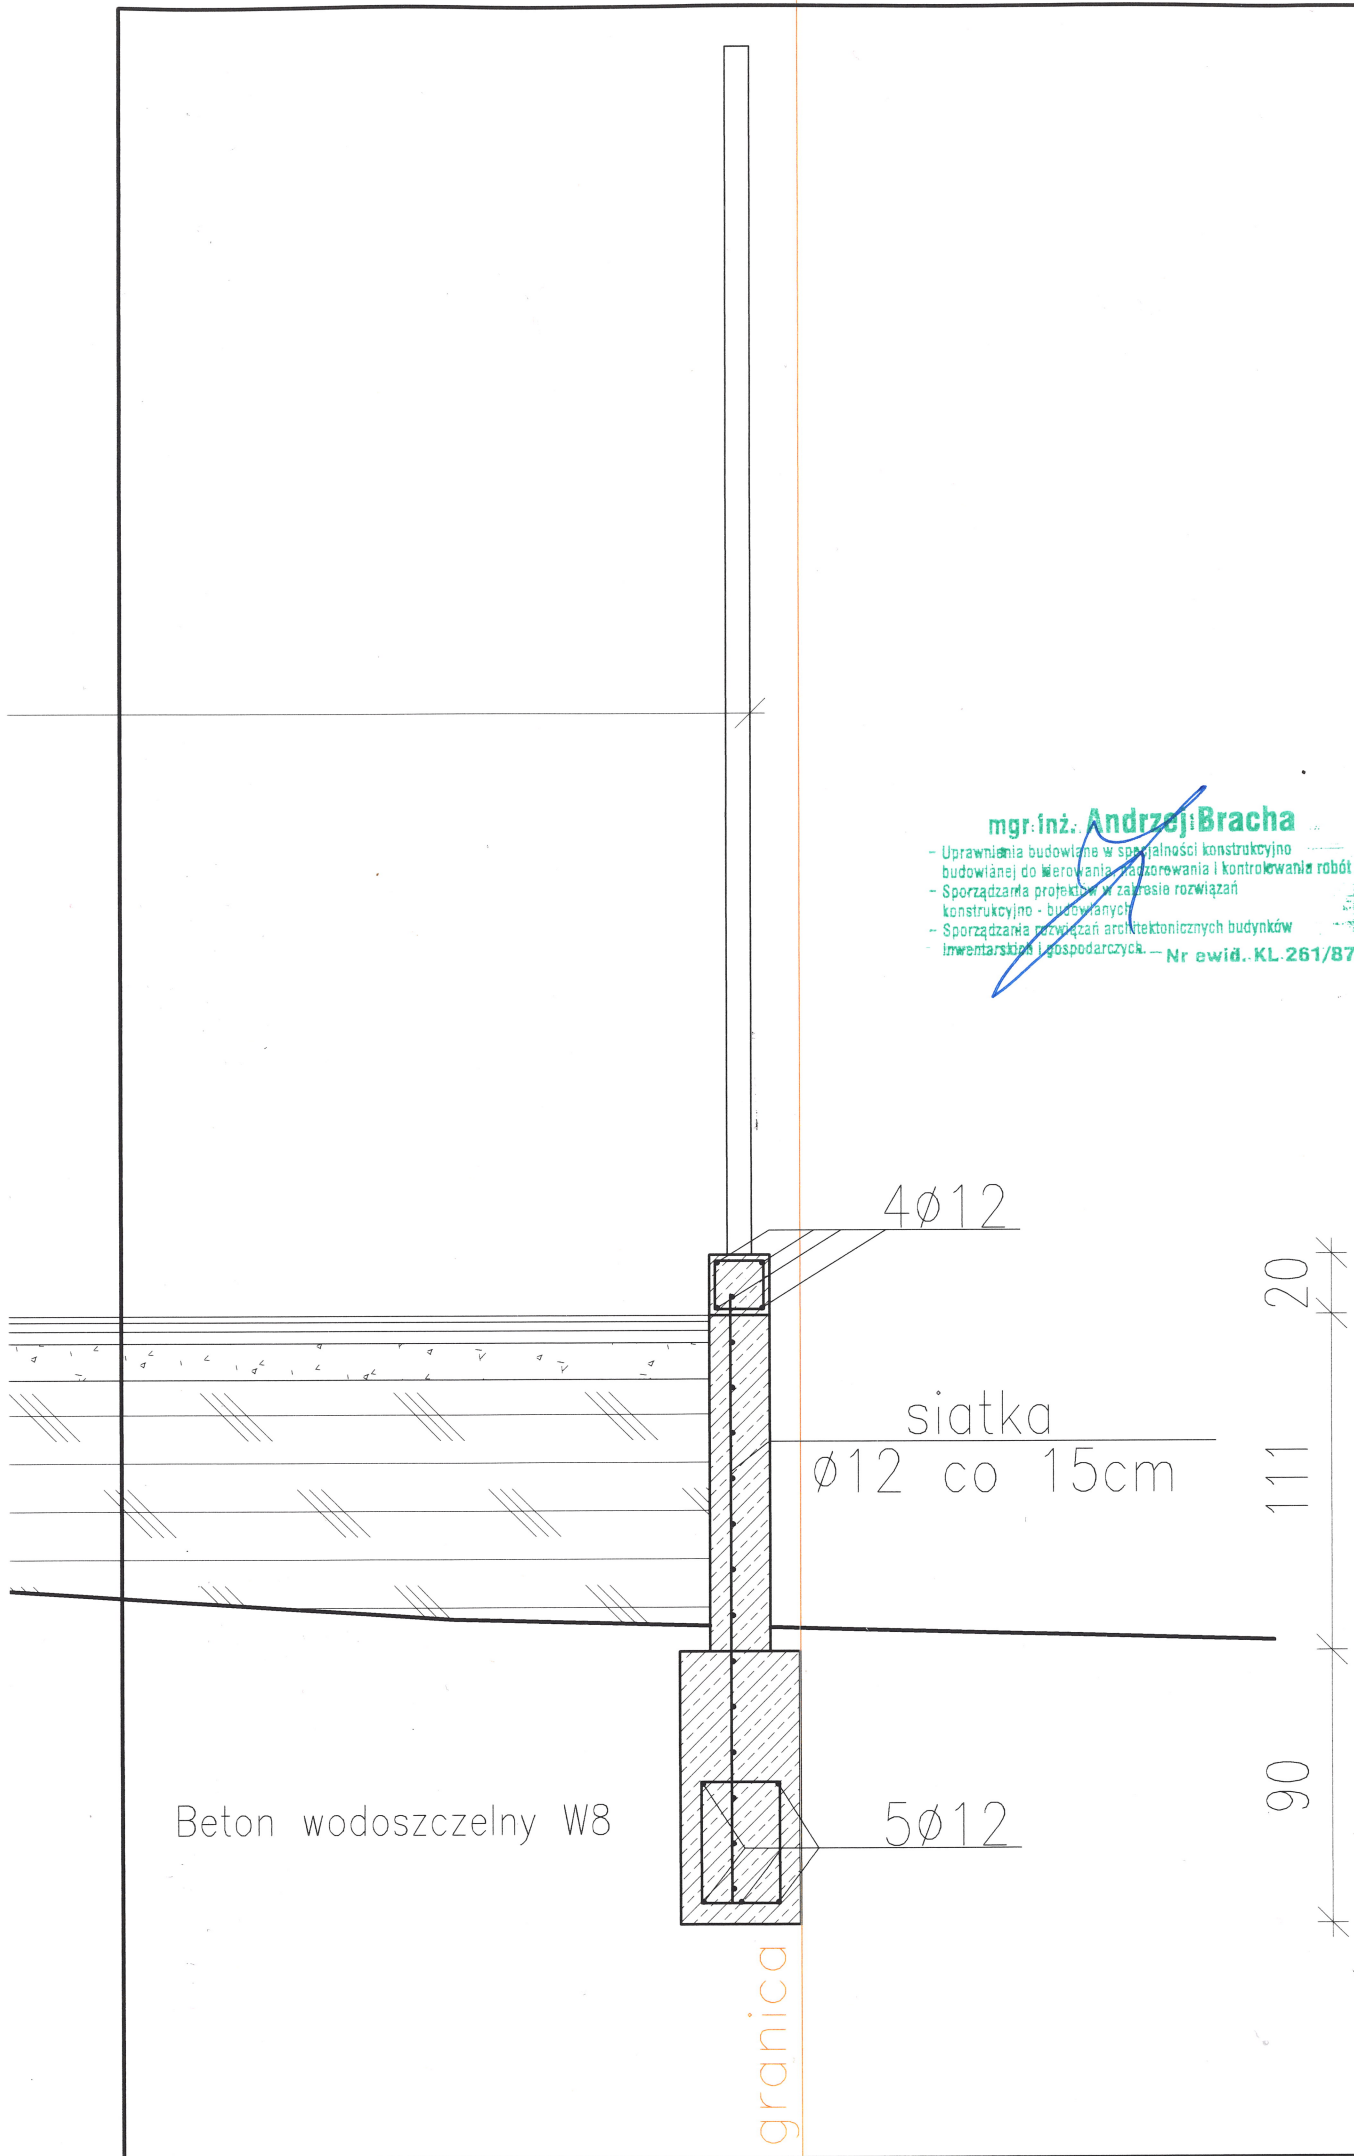 mgr inż. Andrzej Bracha
- Uprawnienia budowlane w specjalności konstrukcyjno
budowlanej do kierowania, nadzorowania i kontrolowania robót
- Sporządzania projektów w zakresie rozwiązań
konstrukcyjno - budowlanych
- Sporządzania rozwiązań architektonicznych budynków
inwentarskich i gospodarczych. — Nr ewid. KL-261/87
4ø12
20
siatka
ø12 co 15cm
111
90
Beton wodoszczelny W8
5ø12
granica